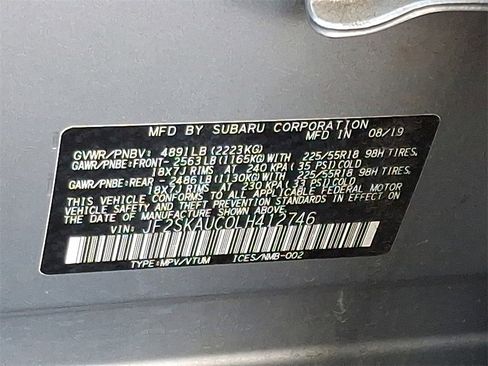 MFD BY SUBARU CORPORATION MFD IN 08/19
GVWR/PNBV: 4891LB(2223KG)
GAWR/PNBE:FRONT- 2563LB(1165KG)WITH 225/55R18 98H TIRES,
18X7J RIMS AT 240 KPA(35 PSI)COLD
GAWR/PNBE:REAR -2486LB(1130KG)WITH 225/55R18 98H TIRES,
18X7J RIMS AT 230 KPA(33 PSI)COLD
THIS VEHICLE CONFORMS TO ALL APPLICABLE FEDERAL MOTOR
VEHICLE SAFETY AND THEFT PREVENTION STANDARDS IN EFFECT ON
THE DATE OF MANUFACTURE SHOWN ABOVE.
VIN: JF2SKAUC0LH415746
TYPE:MPV/VTUM ICES/NMB-002